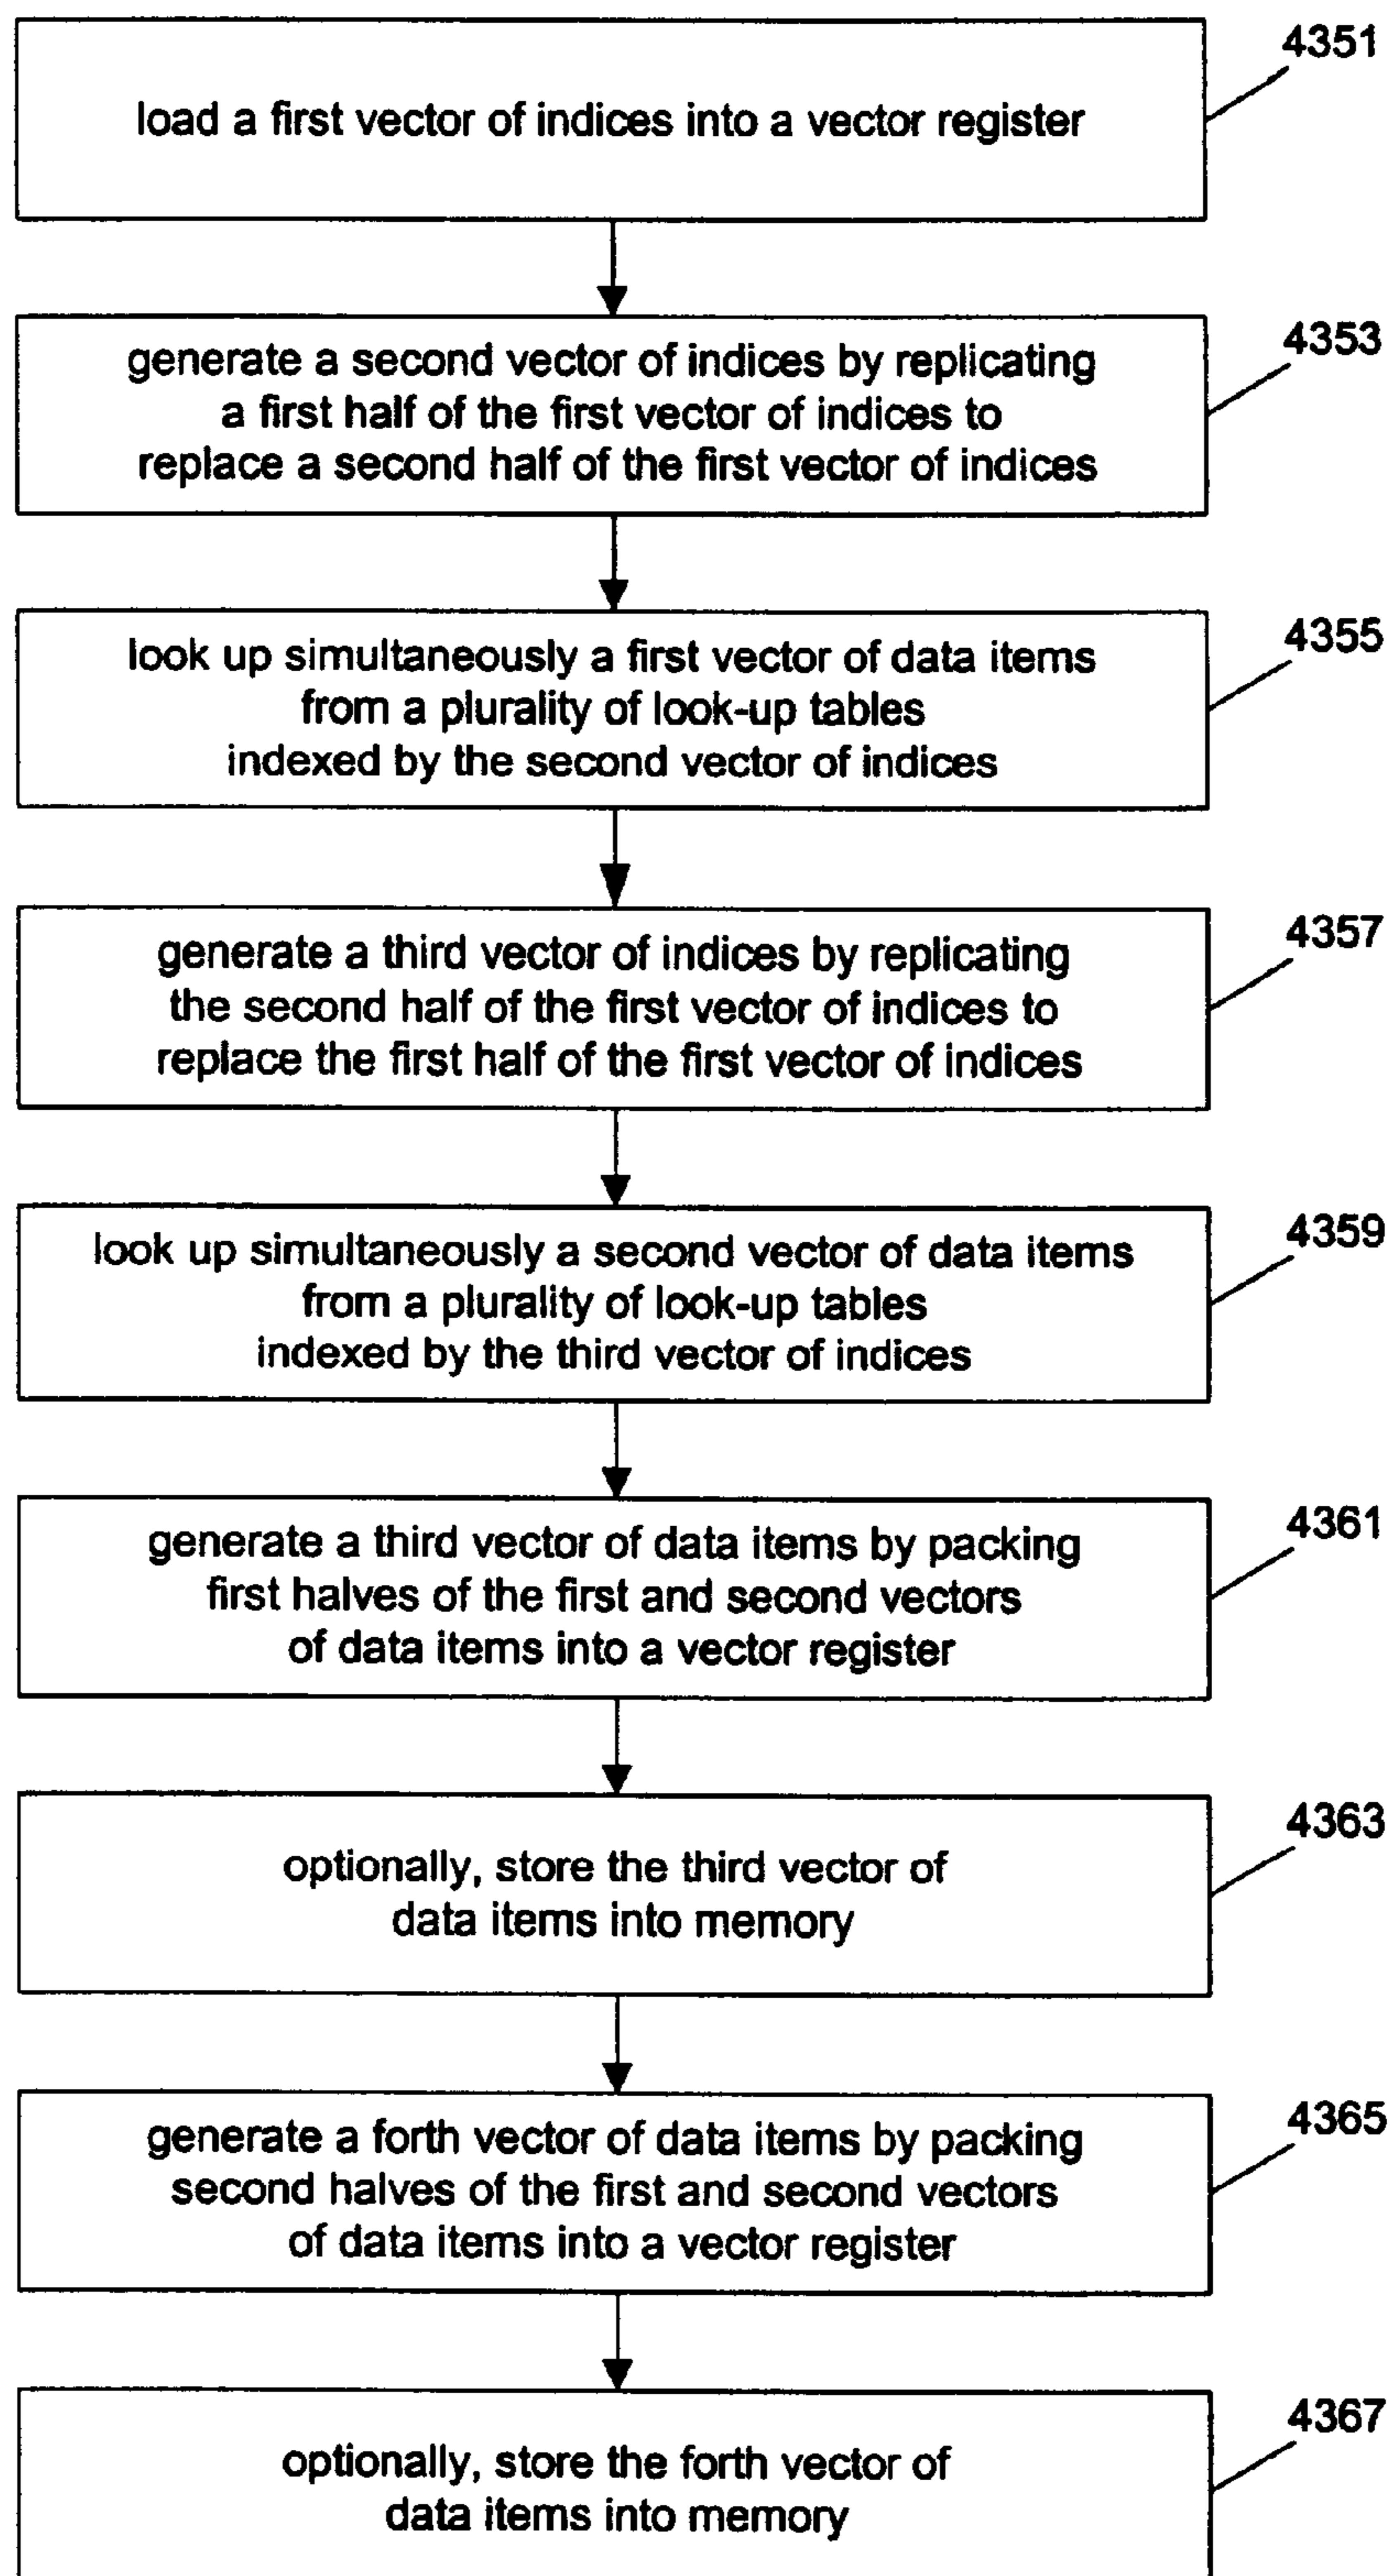 4351
load a first vector of indices into a vector register
4353
generate a second vector of indices by replicating
a first half of the first vector of indices to
replace a second half of the first vector of indices
4355
look up simultaneously a first vector of data items
from a plurality of look-up tables
indexed by the second vector of indices
4357
generate a third vector of indices by replicating
the second half of the first vector of indices to
replace the first half of the first vector of indices
4359
look up simultaneously a second vector of data items
from a plurality of look-up tables
indexed by the third vector of indices
4361
generate a third vector of data items by packing
first halves of the first and second vectors
of data items into a vector register
4363
optionally, store the third vector of
data items into memory
4365
generate a forth vector of data items by packing
second halves of the first and second vectors
of data items into a vector register
4367
optionally, store the forth vector of
data items into memory